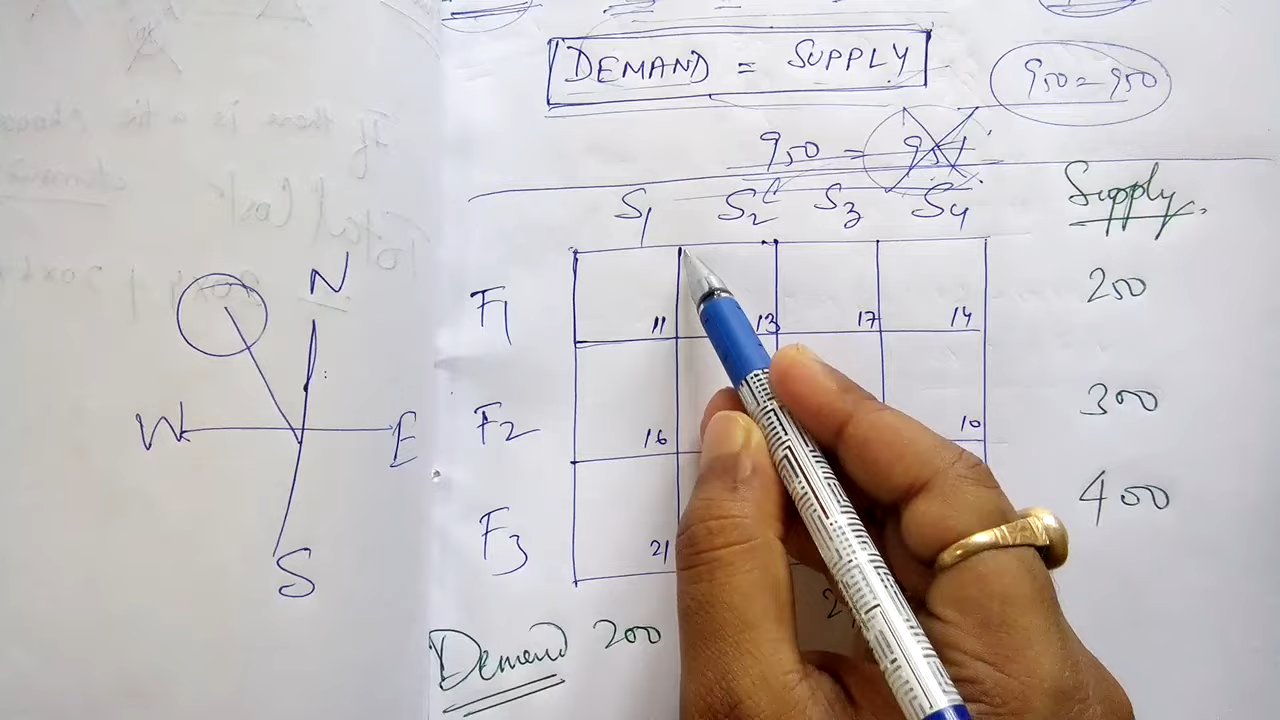 DEMAND = SUPPLY
950 = 950
950 = 951
S1 S2 S3 S4 Supply
F1 11 13 17 14 250
F2 16 10 300
F3 21 400
Demand 200
N
W E
S